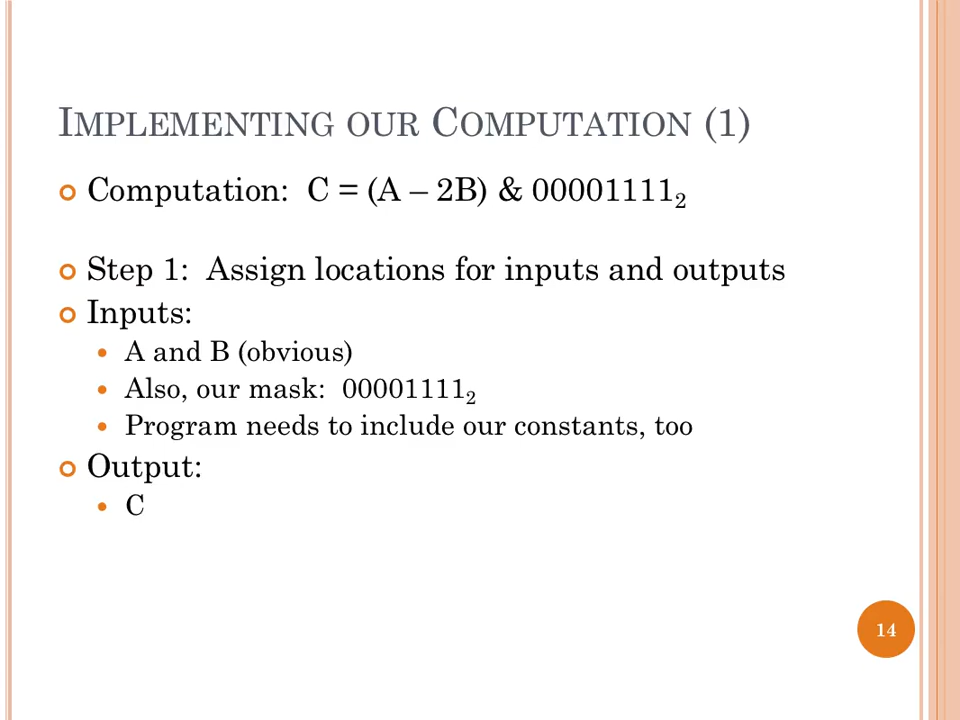 IMPLEMENTING OUR COMPUTATION (1)
Computation: C = (A – 2B) & 00001111₂
Step 1: Assign locations for inputs and outputs
Inputs:
A and B (obvious)
Also, our mask: 00001111₂
Program needs to include our constants, too
Output:
C
14